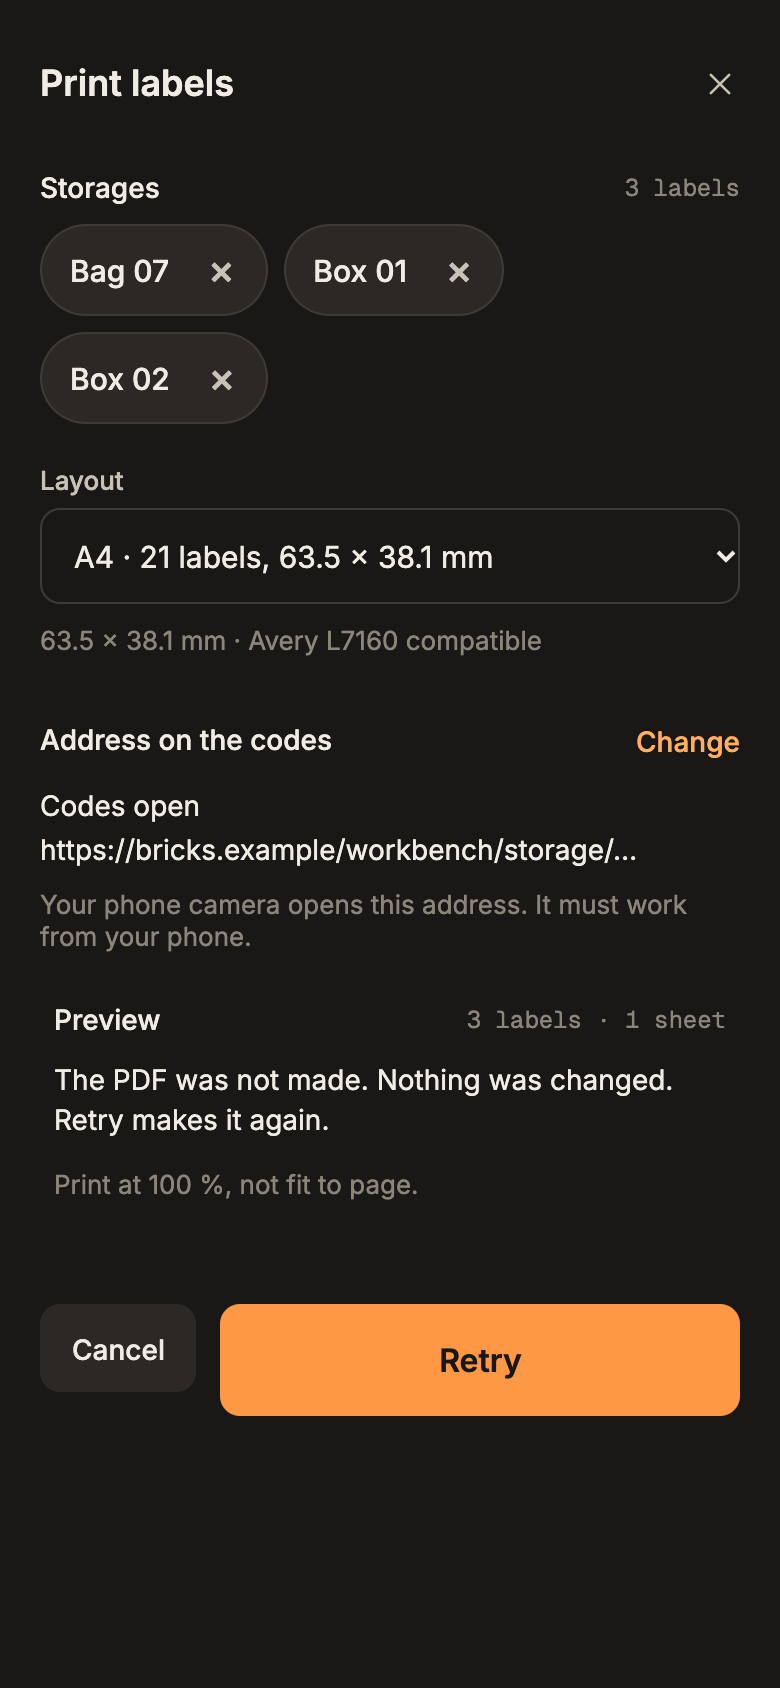 Print labels
Storages 3 labels
Bag 07 × Box 01 ×
Box 02 ×
Layout
A4 · 21 labels, 63.5 × 38.1 mm
63.5 × 38.1 mm · Avery L7160 compatible
Address on the codes Change
Codes open
https://bricks.example/workbench/storage/...
Your phone camera opens this address. It must work
from your phone.
Preview 3 labels · 1 sheet
The PDF was not made. Nothing was changed.
Retry makes it again.
Print at 100 %, not fit to page.
Cancel Retry